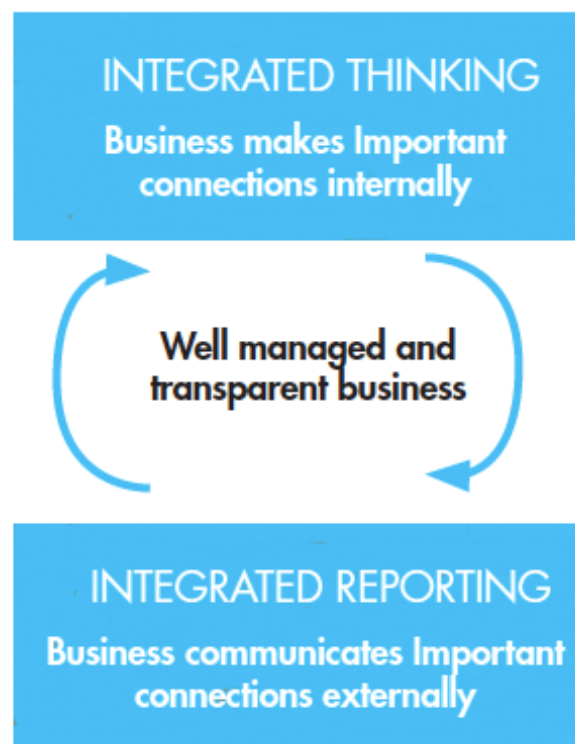 INTEGRATED THINKING
Business makes Important
connections internally
Well managed and
transparent business
INTEGRATED REPORTING
Business communicates Important
connections externally